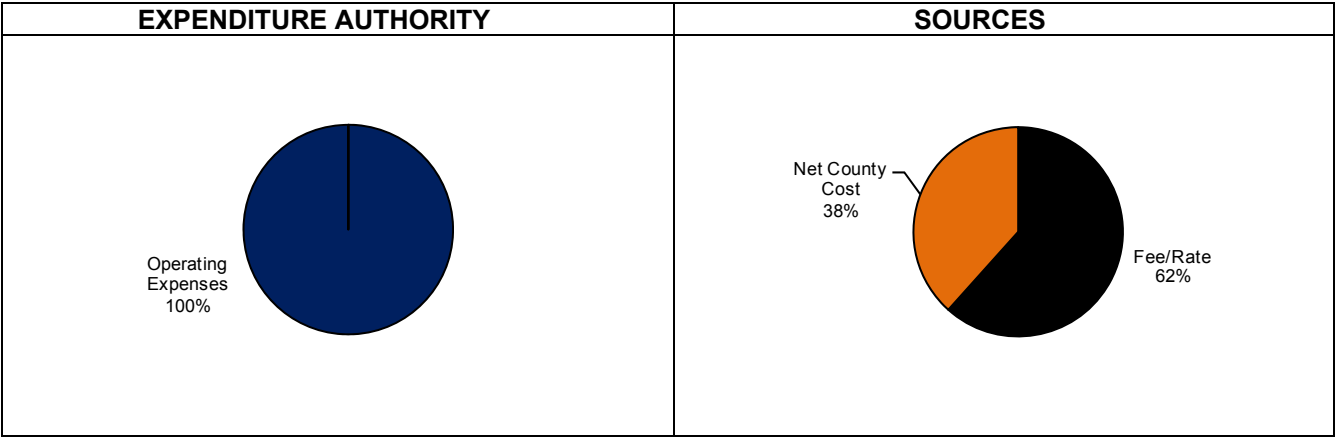 EXPENDITURE AUTHORITY
Operating
Expenses
100%
SOURCES
Net County
Cost
38%
Fee/Rate
62%